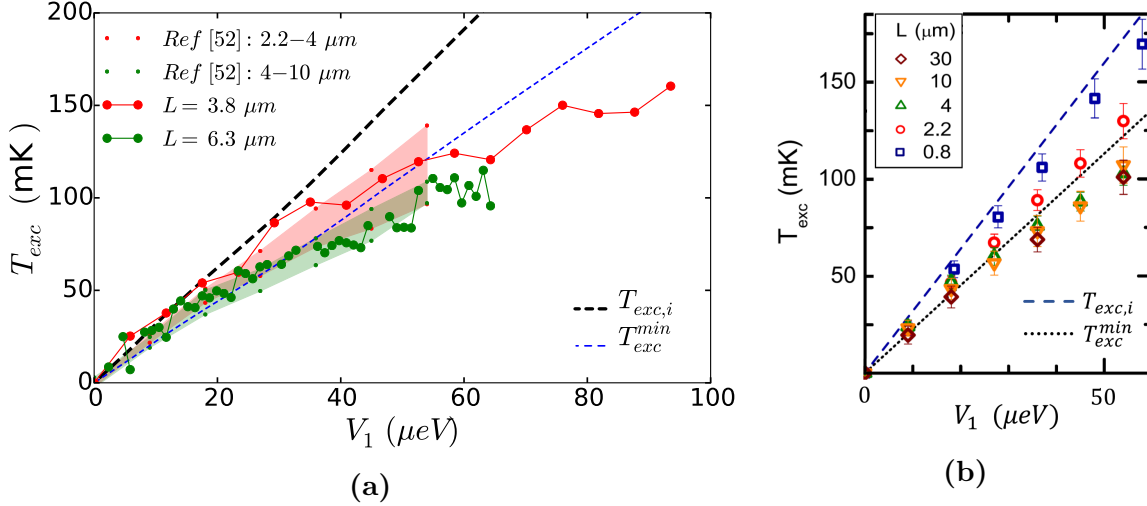 200
150
100
50
0
T_exc (mK)
Ref [52]: 2.2−4 μm
Ref [52]: 4−10 μm
L = 3.8 μm
L = 6.3 μm
T_exc,i
T_exc^min
0 20 40 60 80 100
V_1 (μeV)
(a)
150
100
50
T_exc (mK)
L (μm)
30
10
4
2.2
0.8
T_exc,i
T_exc^min
0 50
V_1 (μeV)
(b)